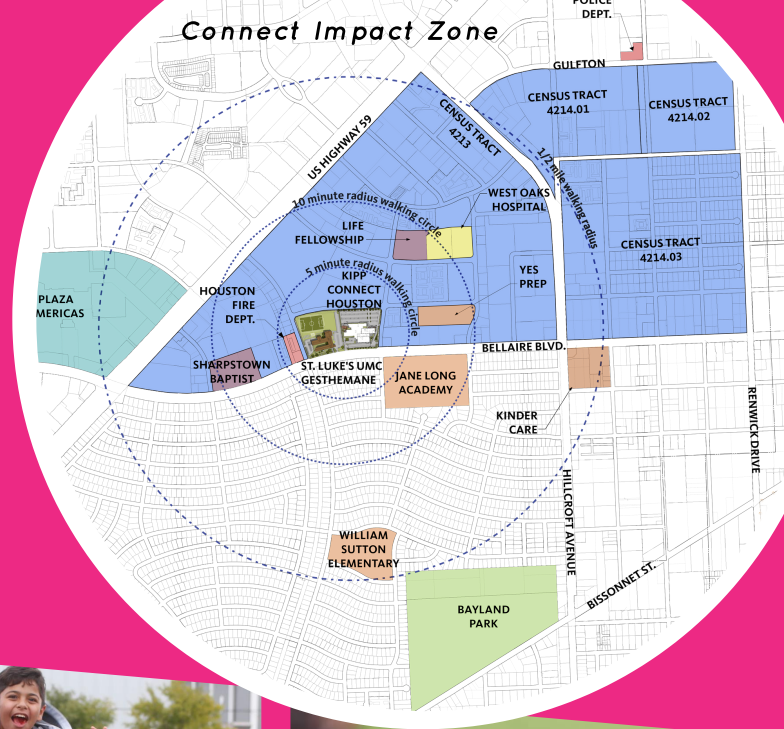 POLICE
DEPT.
Connect Impact Zone
GULFTON
CENSUS TRACT
4214.01
CENSUS TRACT
4214.02
CENSUS TRACT
4213
US HIGHWAY 59
1/2 mile walking radius
10 minute radius walking circle
WEST OAKS
HOSPITAL
LIFE
FELLOWSHIP
CENSUS TRACT
4214.03
5 minute radius walking circle
KIPP
CONNECT
HOUSTON
YES
PREP
PLAZA
MERICAS
HOUSTON
FIRE
DEPT.
BELLAIRE BLVD.
SHARPSTOWN
BAPTIST
ST. LUKE'S UMC
GESTHEMANE
JANE LONG
ACADEMY
KINDER
CARE
RENWICK DRIVE
HILLCROFT AVENUE
WILLIAM
SUTTON
ELEMENTARY
BISSONNET ST.
BAYLAND
PARK